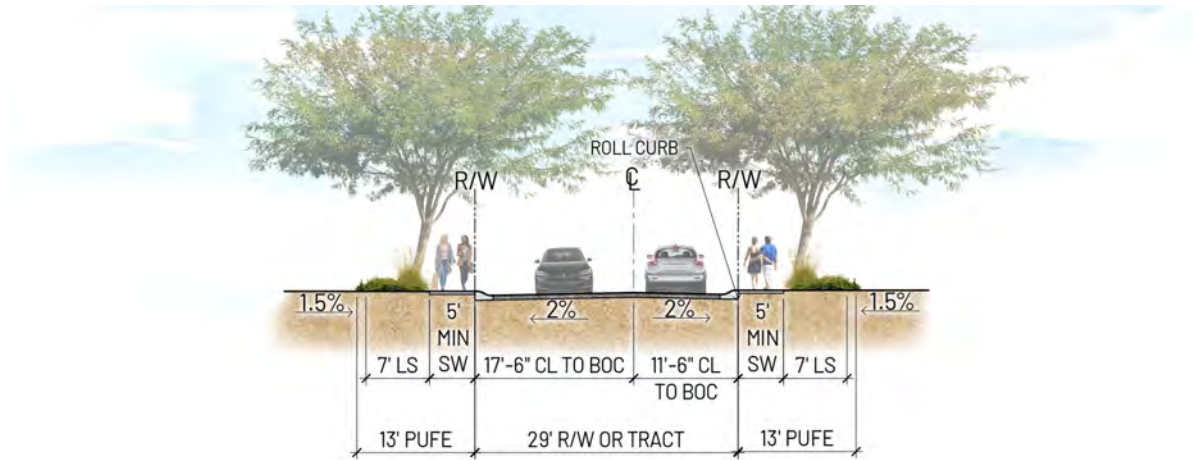 ROLL CURB
R/W
℄
R/W
1.5%
5'
MIN
SW
2%
2%
5'
MIN
SW
1.5%
7' LS
17'-6" CL TO BOC
11'-6" CL
TO BOC
7' LS
13' PUFE
29' R/W OR TRACT
13' PUFE